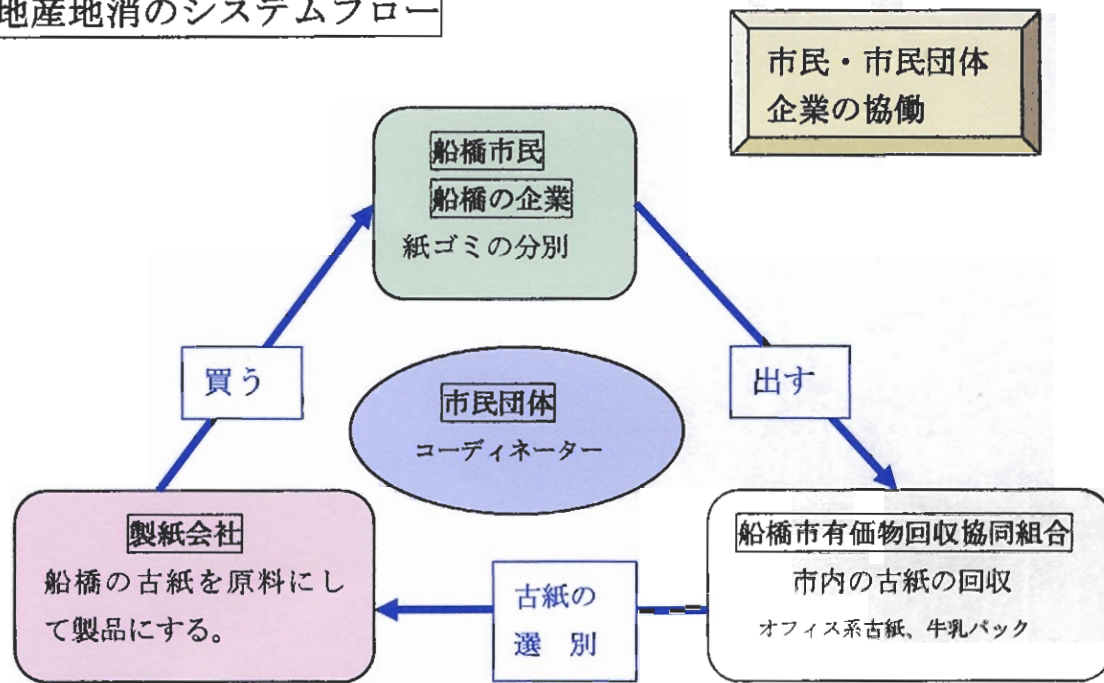 地産地消のシステムフロー
市民・市民団体
企業の協働
船橋市民
船橋の企業
紙ゴミの分別
買う
出す
市民団体
コーディネーター
製紙会社
船橋の古紙を原料にし
て製品にする。
古紙の
選 別
船橋市有価物回収協同組合
市内の古紙の回収
オフィス系古紙、牛乳パック